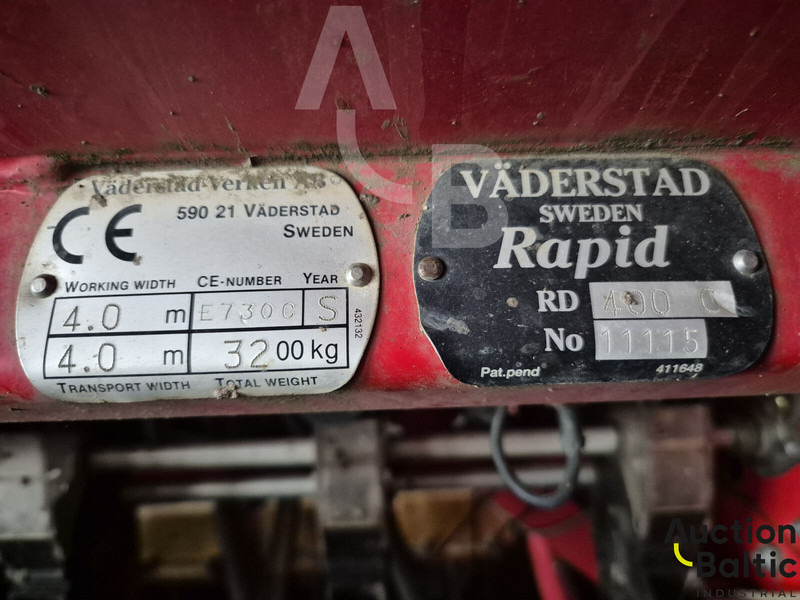 Väderstad-Verken AB
590 21 VÄDERSTAD
SWEDEN
CE
WORKING WIDTH CE-NUMBER YEAR
4.0 m E7300 S
4.0 m 3200 kg
TRANSPORT WIDTH TOTAL WEIGHT
432132
VÄDERSTAD
SWEDEN
Rapid
RD 400 C
No 11115
Pat.pend 411648
Auction
Baltic
INDUSTRIAL